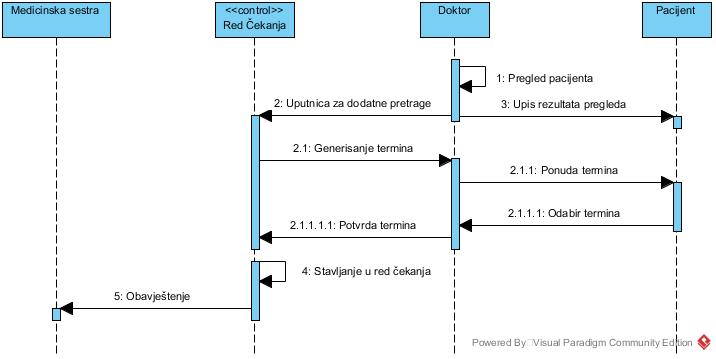 Medicinska sestra
<<control>>
Red Čekanja
Doktor
Pacijent
1: Pregled pacijenta
2: Uputnica za dodatne pretrage
3: Upis rezultata pregleda
2.1: Generisanje termina
2.1.1: Ponuda termina
2.1.1.1: Odabir termina
2.1.1.1.1: Potvrda termina
4: Stavljanje u red čekanja
5: Obavještenje
Powered By Visual Paradigm Community Edition